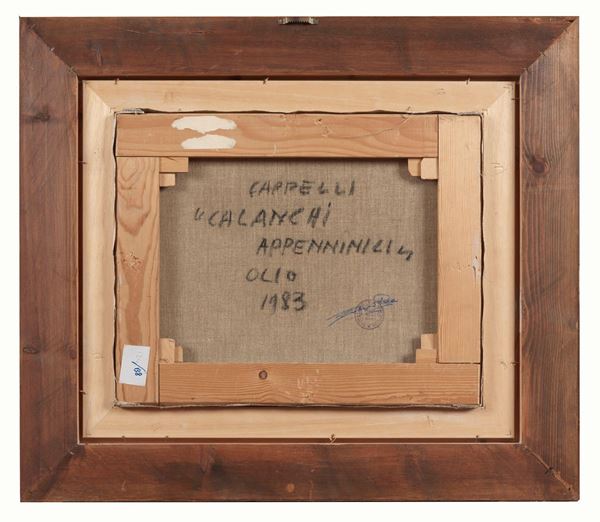 CAPPELLI
"CALANCHI
APPENNINICI"
OLIO
1983